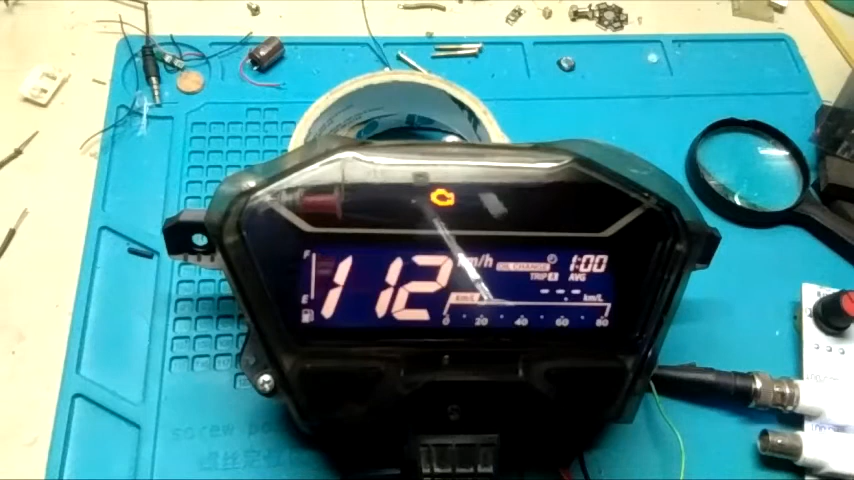 F
112 km/h OIL CHANGE 1:00
TRIP A AVG
E -- -.- km/L
km/L
0 20 40 60 80
screw po